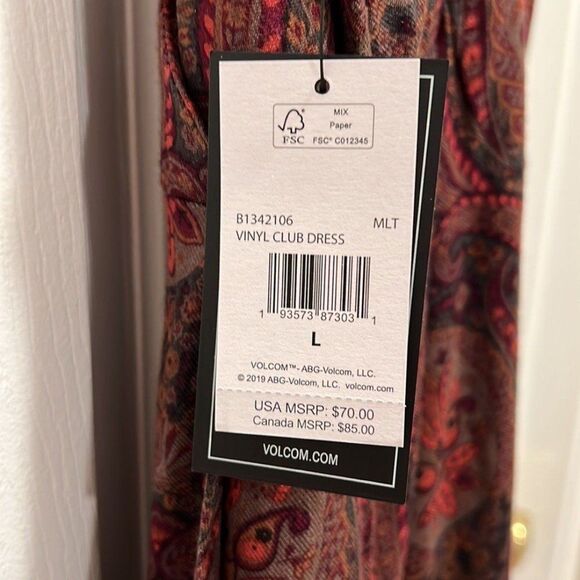 MIX
Paper
FSC
FSC® C012345
B1342106 MLT
VINYL CLUB DRESS
1 93573 87303 1
L
VOLCOM™- ABG-Volcom, LLC.
© 2019 ABG-Volcom, LLC. volcom.com
USA MSRP: $70.00
Canada MSRP: $85.00
VOLCOM.COM